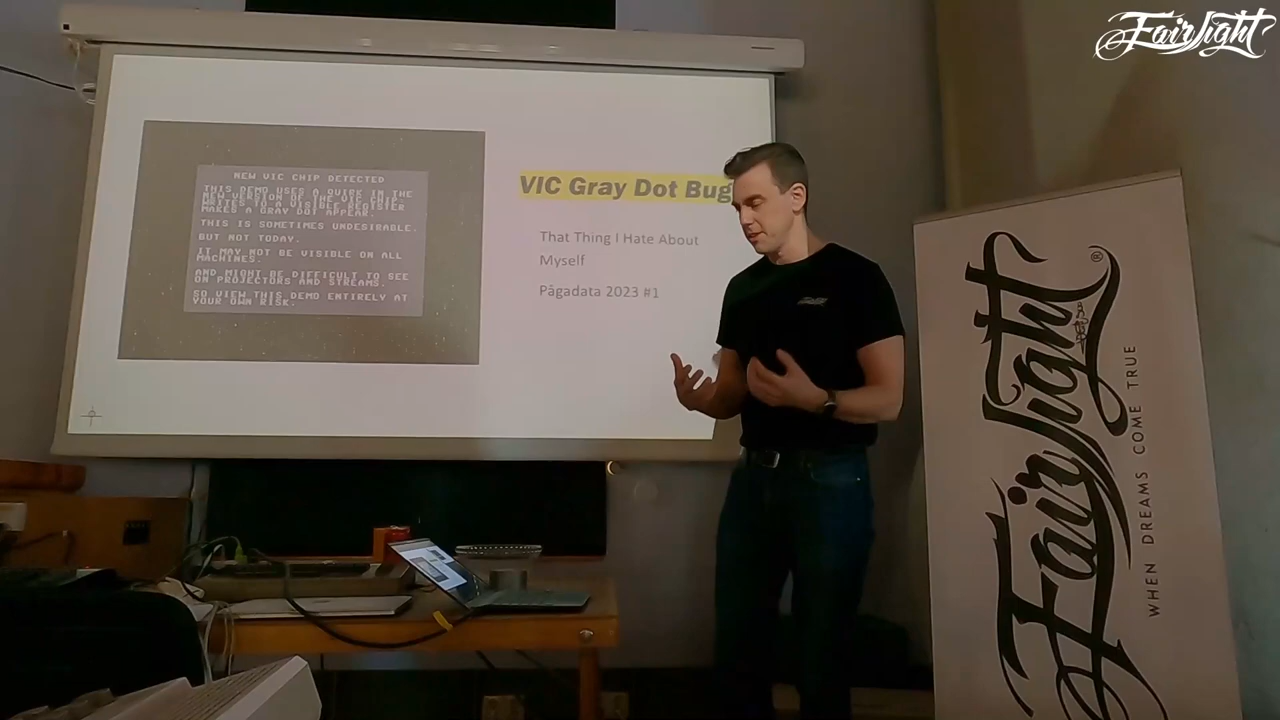 Fairlight
NEW VIC CHIP DETECTED
THIS DEMO USES A QUIRK IN THE
NEW VERSION OF THE VIC CHIP.
WRITES TO A VISIBLE REGISTER
MAKES A GRAY DOT APPEAR.
THIS IS SOMETIMES UNDESIRABLE.
BUT NOT TODAY.
IT MAY NOT BE VISIBLE ON ALL
MACHINES.
AND MIGHT BE DIFFICULT TO SEE
ON PROJECTORS AND STREAMS.
SO VIEW THIS DEMO ENTIRELY AT
YOUR OWN RISK.
VIC Gray Dot Bug
That Thing I Hate About
Myself
Pågadata 2023 #1
Fairlight ®
WHEN DREAMS COME TRUE